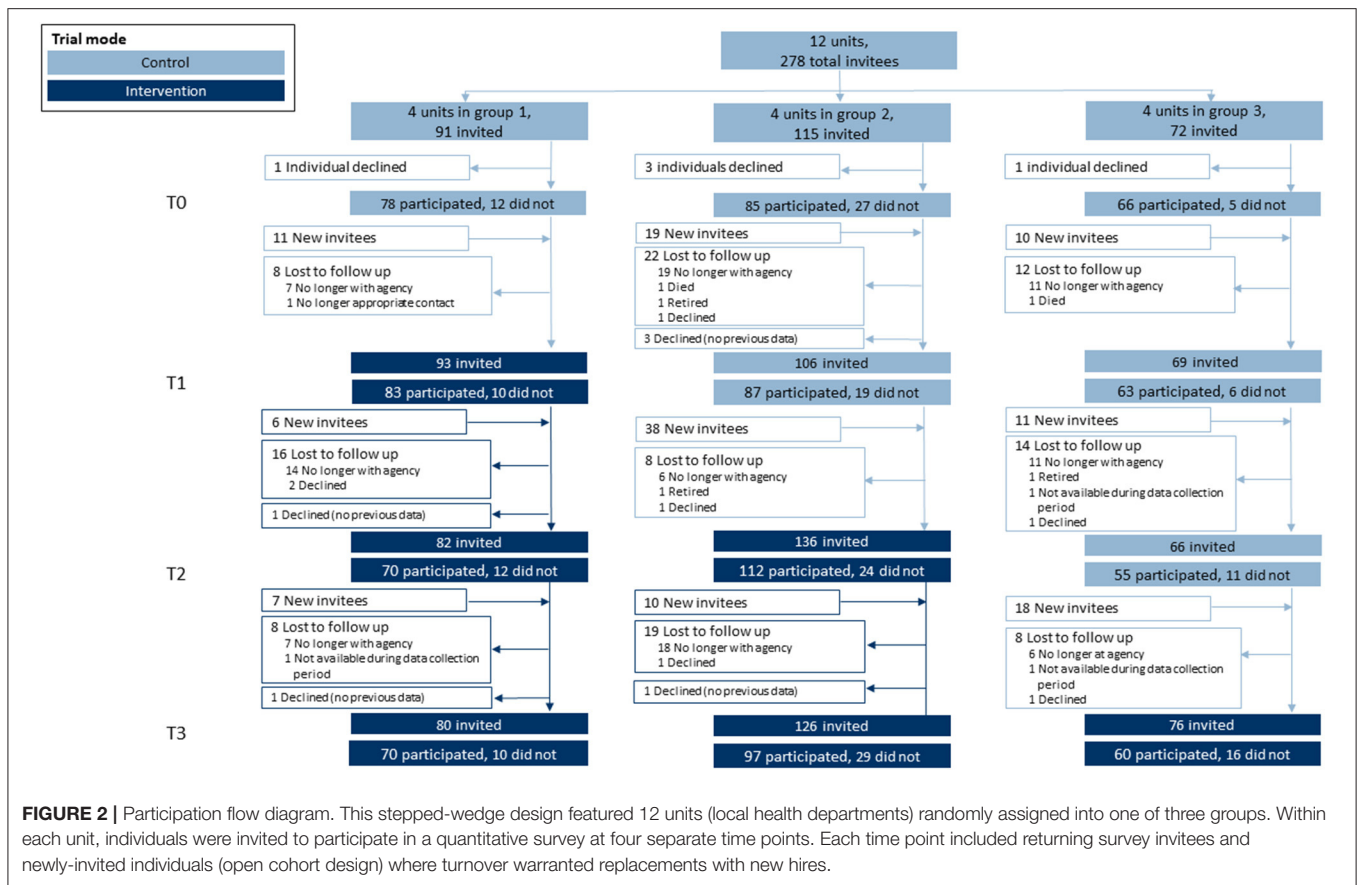 Trial mode
Control
Intervention
12 units,
278 total invitees
4 units in group 1,
91 invited
4 units in group 2,
115 invited
4 units in group 3,
72 invited
1 Individual declined
3 individuals declined
1 individual declined
T0
78 participated, 12 did not
85 participated, 27 did not
66 participated, 5 did not
11 New invitees
8 Lost to follow up
7 No longer with agency
1 No longer appropriate contact
19 New invitees
22 Lost to follow up
19 No longer with agency
1 Died
1 Retired
1 Declined
3 Declined (no previous data)
10 New invitees
12 Lost to follow up
11 No longer with agency
1 Died
T1
93 invited
83 participated, 10 did not
106 invited
87 participated, 19 did not
69 invited
63 participated, 6 did not
6 New invitees
16 Lost to follow up
14 No longer with agency
2 Declined
1 Declined (no previous data)
38 New invitees
8 Lost to follow up
6 No longer with agency
1 Retired
1 Declined
11 New invitees
14 Lost to follow up
11 No longer with agency
1 Retired
1 Not available during data collection
period
1 Declined
T2
82 invited
70 participated, 12 did not
136 invited
112 participated, 24 did not
66 invited
55 participated, 11 did not
7 New invitees
8 Lost to follow up
7 No longer with agency
1 Not available during data collection
period
1 Declined (no previous data)
10 New invitees
19 Lost to follow up
18 No longer with agency
1 Declined
1 Declined (no previous data)
18 New invitees
8 Lost to follow up
6 No longer at agency
1 Not available during data collection
period
1 Declined
T3
80 invited
70 participated, 10 did not
126 invited
97 participated, 29 did not
76 invited
60 participated, 16 did not
FIGURE 2 | Participation flow diagram. This stepped-wedge design featured 12 units (local health departments) randomly assigned into one of three groups. Within
each unit, individuals were invited to participate in a quantitative survey at four separate time points. Each time point included returning survey invitees and
newly-invited individuals (open cohort design) where turnover warranted replacements with new hires.